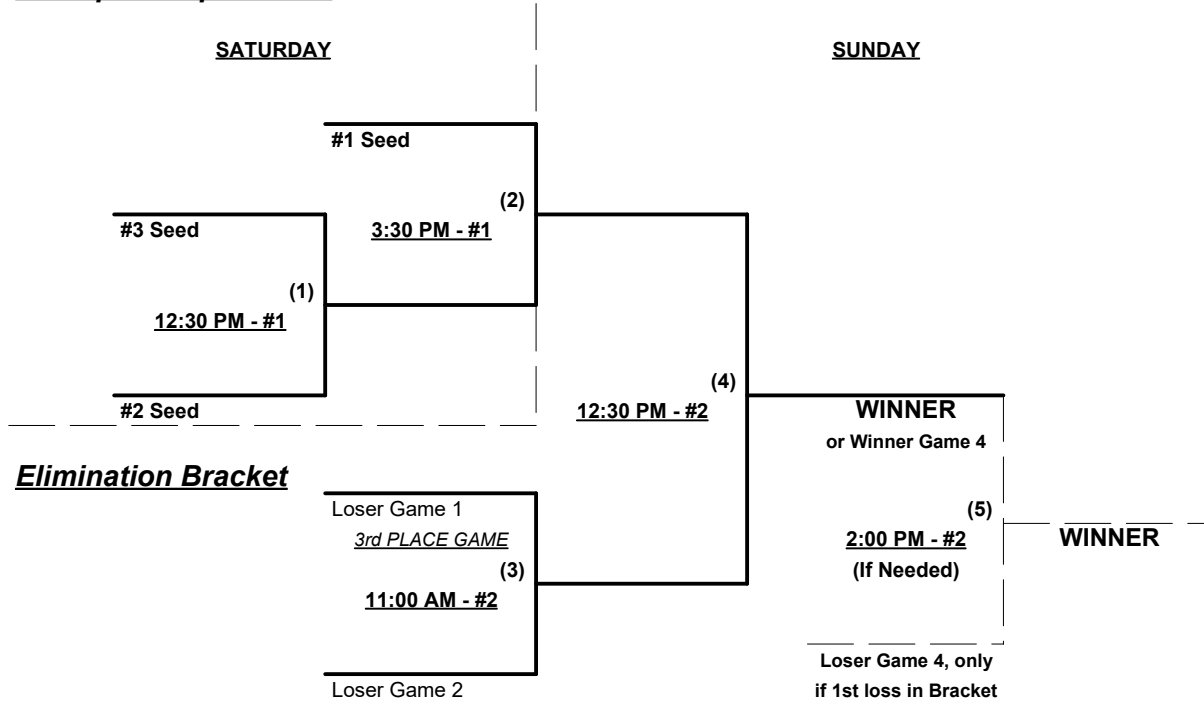 SATURDAY
SUNDAY
#1 Seed
(2)
3:30 PM - #1
#3 Seed
(1)
12:30 PM - #1
#2 Seed
(4)
12:30 PM - #2
WINNER
or Winner Game 4
Elimination Bracket
Loser Game 1
3rd PLACE GAME
(3)
11:00 AM - #2
Loser Game 2
(5)
2:00 PM - #2
(If Needed)
WINNER
Loser Game 4, only
if 1st loss in Bracket